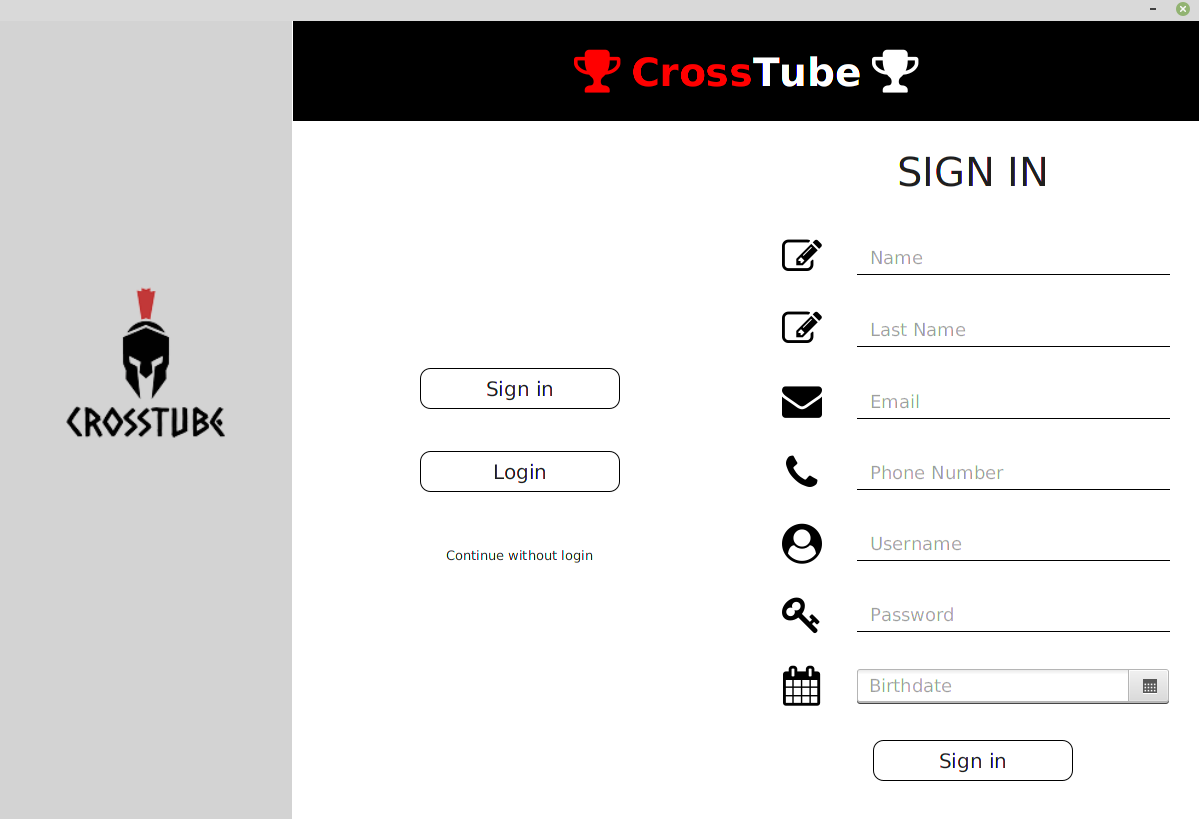 CrossTube
CROSSTUBE
Sign in
Login
Continue without login
SIGN IN
Name
Last Name
Email
Phone Number
Username
Password
Birthdate
Sign in